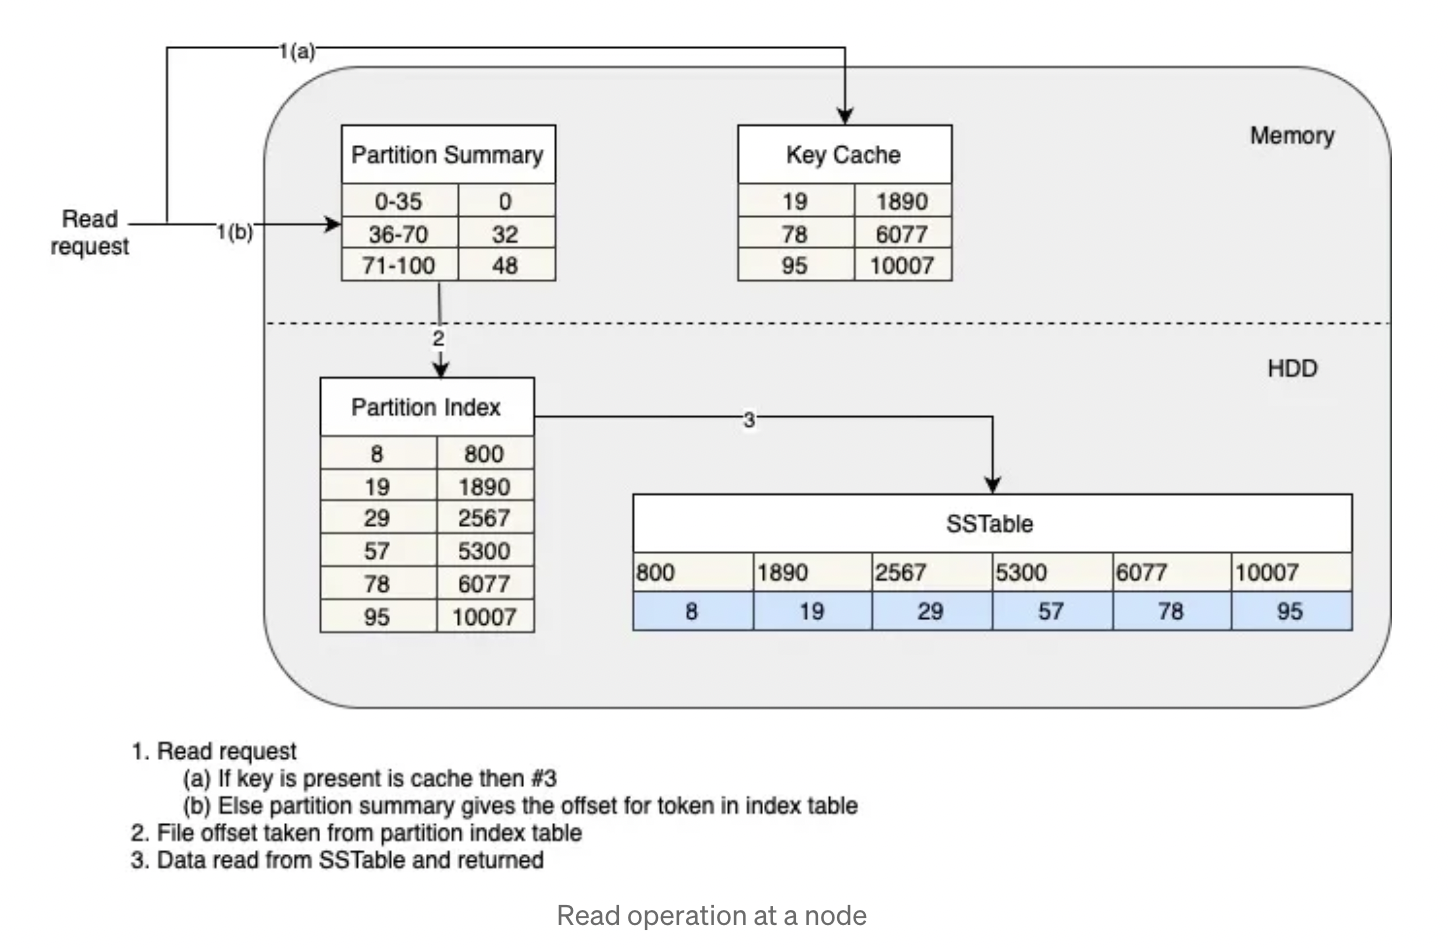 1(a)
Memory
Partition Summary
0-35 0
36-70 32
71-100 48
Key Cache
19 1890
78 6077
95 10007
Read
request
1(b)
2
HDD
Partition Index
8 800
19 1890
29 2567
57 5300
78 6077
95 10007
3
SSTable
800 1890 2567 5300 6077 10007
8 19 29 57 78 95
1. Read request
(a) If key is present is cache then #3
(b) Else partition summary gives the offset for token in index table
2. File offset taken from partition index table
3. Data read from SSTable and returned
Read operation at a node